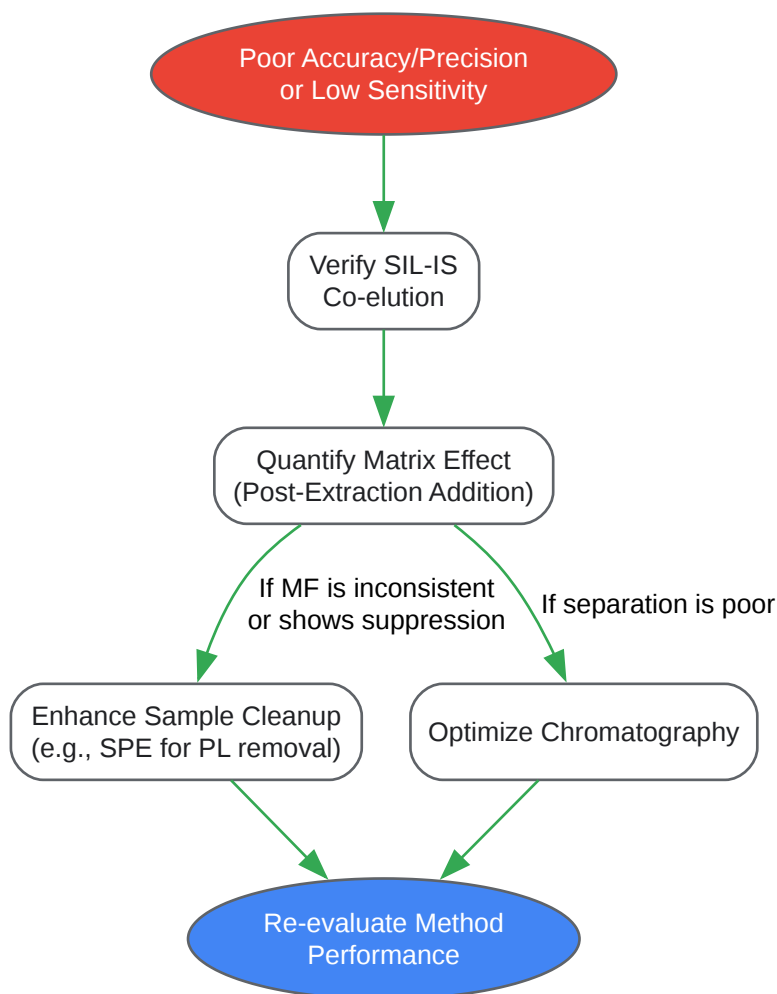 Poor Accuracy/Precision
or Low Sensitivity
Verify SIL-IS
Co-elution
Quantify Matrix Effect
(Post-Extraction Addition)
If MF is inconsistent
or shows suppression
If separation is poor
Enhance Sample Cleanup
(e.g., SPE for PL removal)
Optimize Chromatography
Re-evaluate Method
Performance